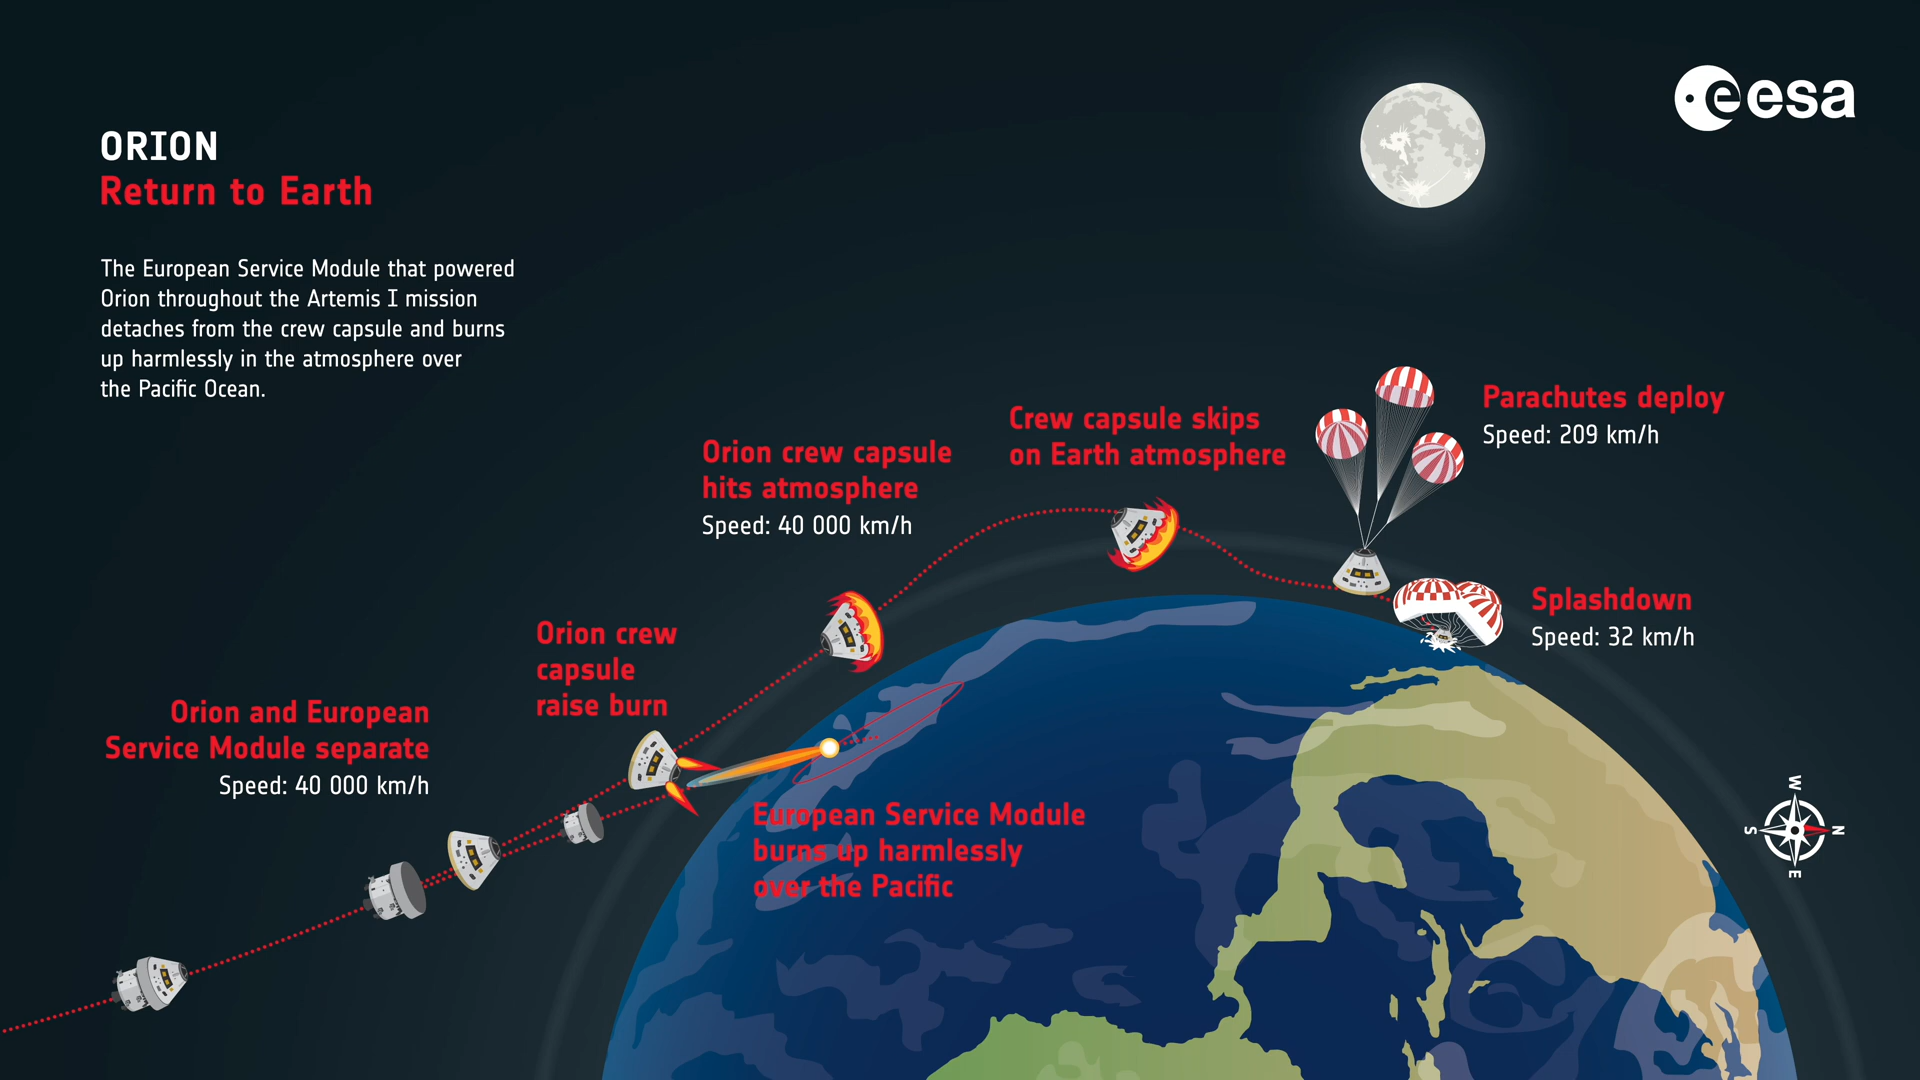 esa
ORION
Return to Earth
The European Service Module that powered
Orion throughout the Artemis I mission
detaches from the crew capsule and burns
up harmlessly in the atmosphere over
the Pacific Ocean.
Orion and European
Service Module separate
Speed: 40 000 km/h
Orion crew
capsule
raise burn
European Service Module
burns up harmlessly
over the Pacific
Orion crew capsule
hits atmosphere
Speed: 40 000 km/h
Crew capsule skips
on Earth atmosphere
Parachutes deploy
Speed: 209 km/h
Splashdown
Speed: 32 km/h
W
S
N
E